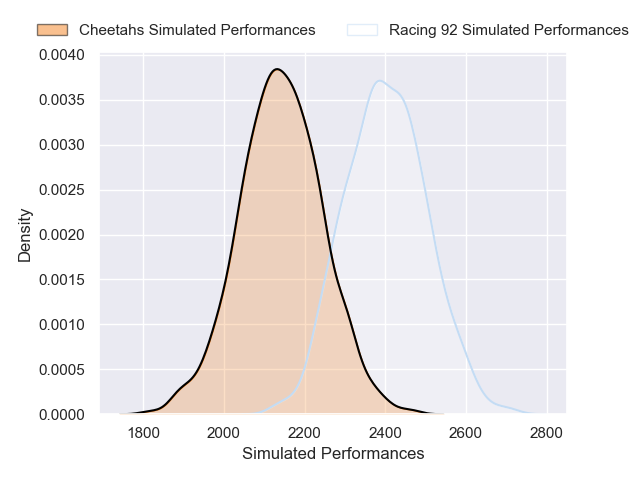 Cheetahs Simulated Performances Racing 92 Simulated Performances
0.0040
0.0035
0.0030
0.0025
0.0020
0.0015
0.0010
0.0005
0.0000
Density
1800 2000 2200 2400 2600 2800
Simulated Performances